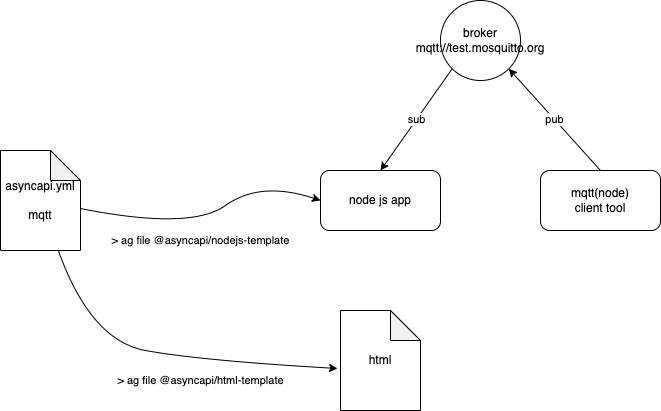 broker
mqtt://test.mosquitto.org
sub
pub
asyncapi.yml
mqtt
node js app
mqtt(node)
client tool
> ag file @asyncapi/nodejs-template
html
> ag file @asyncapi/html-template